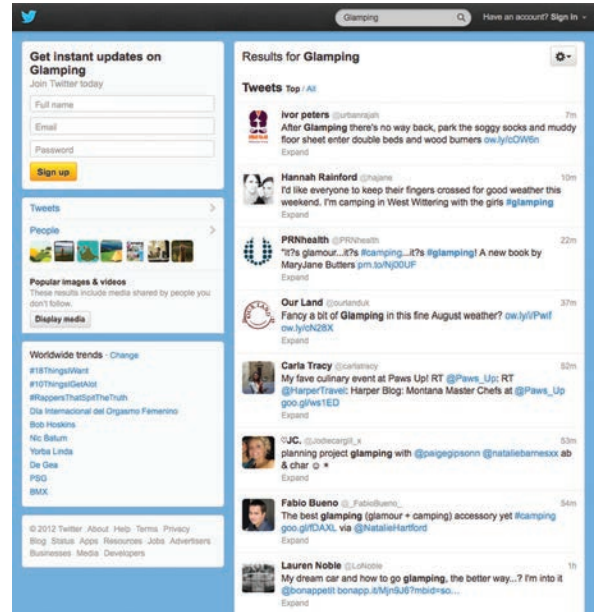 Glamping
Have an account? Sign in
Get instant updates on
Glamping
Join Twitter today
Full name
Email
Password
Sign up
Tweets
People
Popular images & videos
These results include media shared by people you
don't follow.
Display media
Worldwide trends · Change
#18ThingsIWant
#10ThingsIGetAlot
#RappersThatSpitTheTruth
Día Internacional del Orgasmo Femenino
Bob Hoskins
Nic Batum
Yorba Linda
De Gea
PSG
BMX
© 2012 Twitter About Help Terms Privacy
Blog Status Apps Resources Jobs Advertisers
Businesses Media Developers
Results for Glamping
Tweets Top / All
ivor peters @urbanrajah 7m
After Glamping there's no way back, park the soggy socks and muddy
floor sheet enter double beds and wood burners ow.ly/cOW6n
Expand
Hannah Rainford @hajane 10m
I'd like everyone to keep their fingers crossed for good weather this
weekend. I'm camping in West Wittering with the girls #glamping
Expand
PRNhealth @PRNhealth 22m
"it?s glamour...it?s #camping...it?s #glamping! A new book by
MaryJane Butters prn.to/Nj00UF
Expand
Our Land @ourlanduk 37m
Fancy a bit of Glamping in this fine August weather? ow.ly/i/Pwif
ow.ly/cN28X
Expand
Carla Tracy @carlatracy 52m
My fave culinary event at Paws Up! RT @Paws_Up: RT
@HarperTravel: Harper Blog: Montana Master Chefs at @Paws_Up
goo.gl/ws1ED
Expand
♡JC. @Jodiecargill_x 53m
planning project glamping with @paigegipsonn @nataliebarnesxx ab
& char ☺ ×
Expand
Fabio Bueno @_FabioBueno_ 54m
The best glamping (glamour + camping) accessory yet #camping
goo.gl/fDAXL via @NatalieHartford
Expand
Lauren Noble @LoNoble 1h
My dream car and how to go glamping, the better way...? I'm into it
@bonappetit bonapp.it/Mjn9J6?mbid=so...
Expand